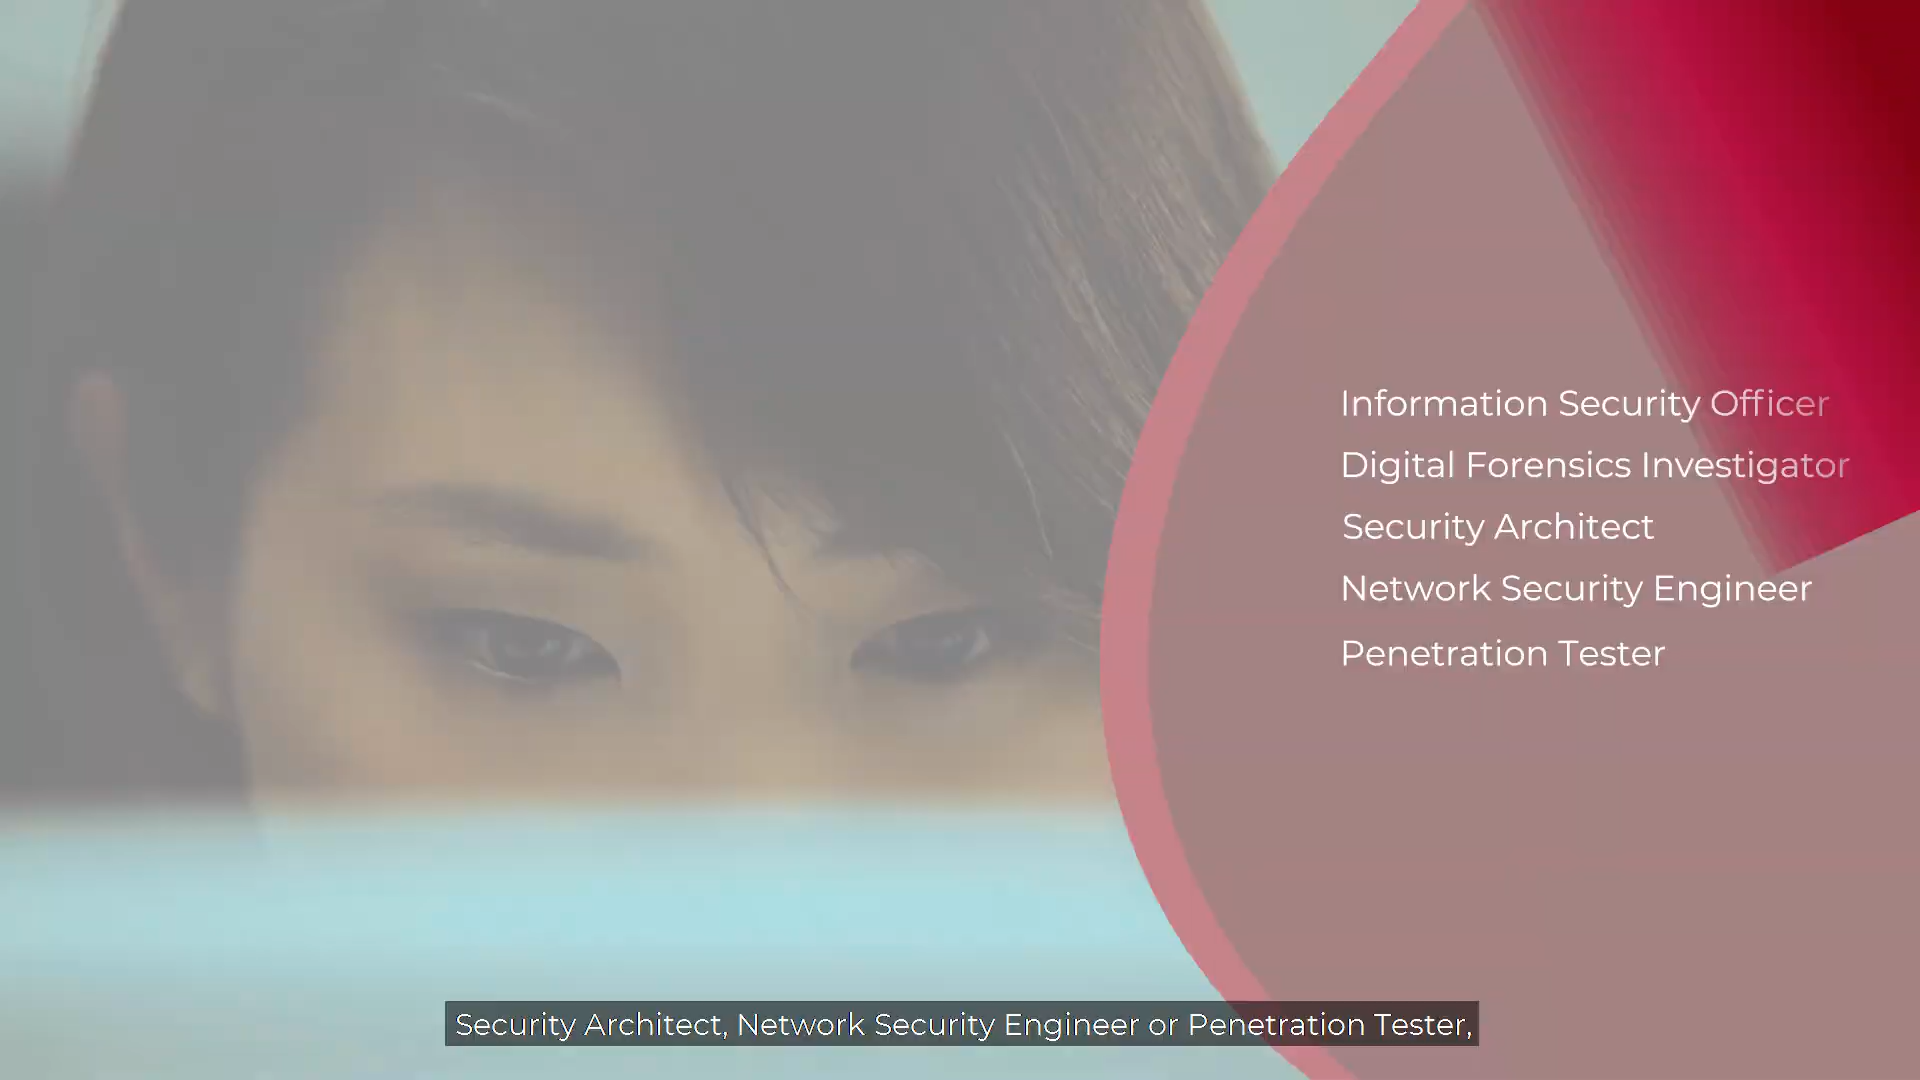 Information Security Officer
Digital Forensics Investigator
Security Architect
Network Security Engineer
Penetration Tester
Security Architect, Network Security Engineer or Penetration Tester,